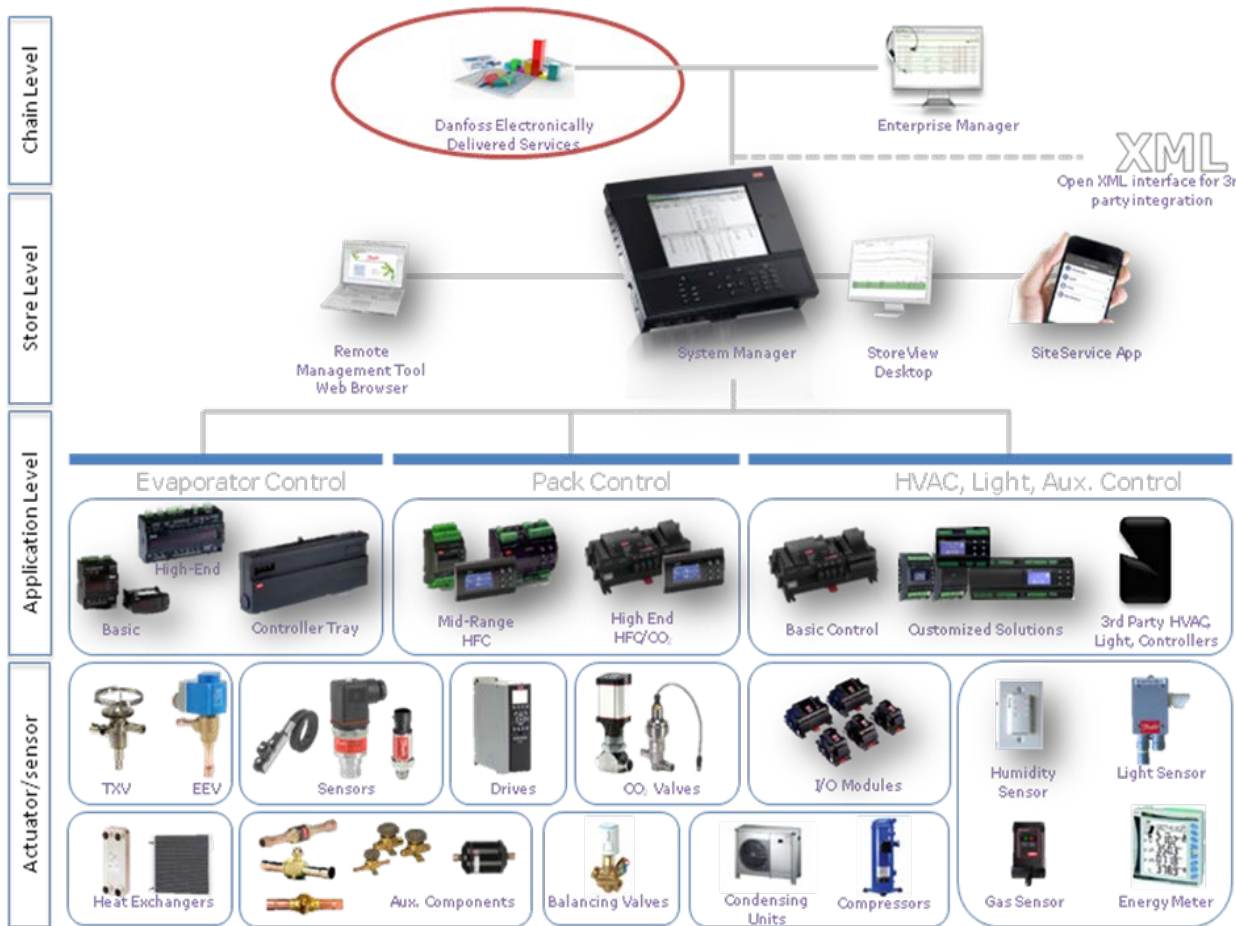 Chain Level
Danfoss Electronically
Delivered Services
Enterprise Manager
XML
Open XML interface for 3r
party integration
Store Level
Remote
Management Tool
Web Browser
System Manager
StoreView
Desktop
SiteService App
Application Level
Evaporator Control
Pack Control
HVAC, Light, Aux. Control
High-End
Basic
Controller Tray
Mid-Range
HFC
High End
HFC/CO₂
Basic Control
Customized Solutions
3rd Party HVAC,
Light, Controllers
Actuator/sensor
TXV
EEV
Sensors
Drives
CO₂ Valves
I/O Modules
Humidity
Sensor
Light Sensor
Heat Exchangers
Aux. Components
Balancing Valves
Condensing
Units
Compressors
Gas Sensor
Energy Meter